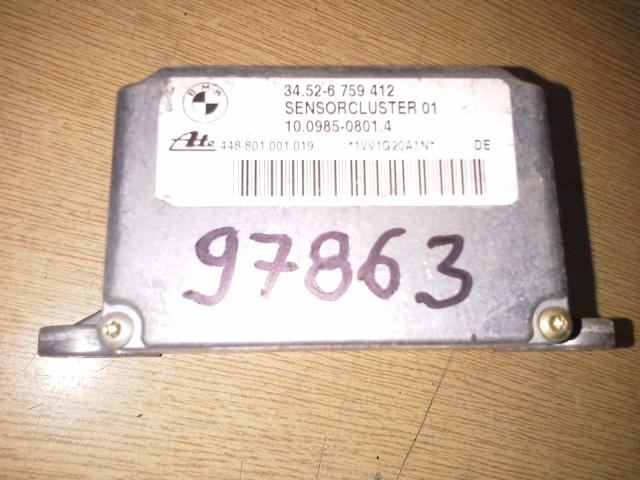 BMW
34.52-6 759 412
SENSORCLUSTER 01
10.0985-0801.4
Ate 448 801 001 019 *1VV1G20A1N* DE
97863